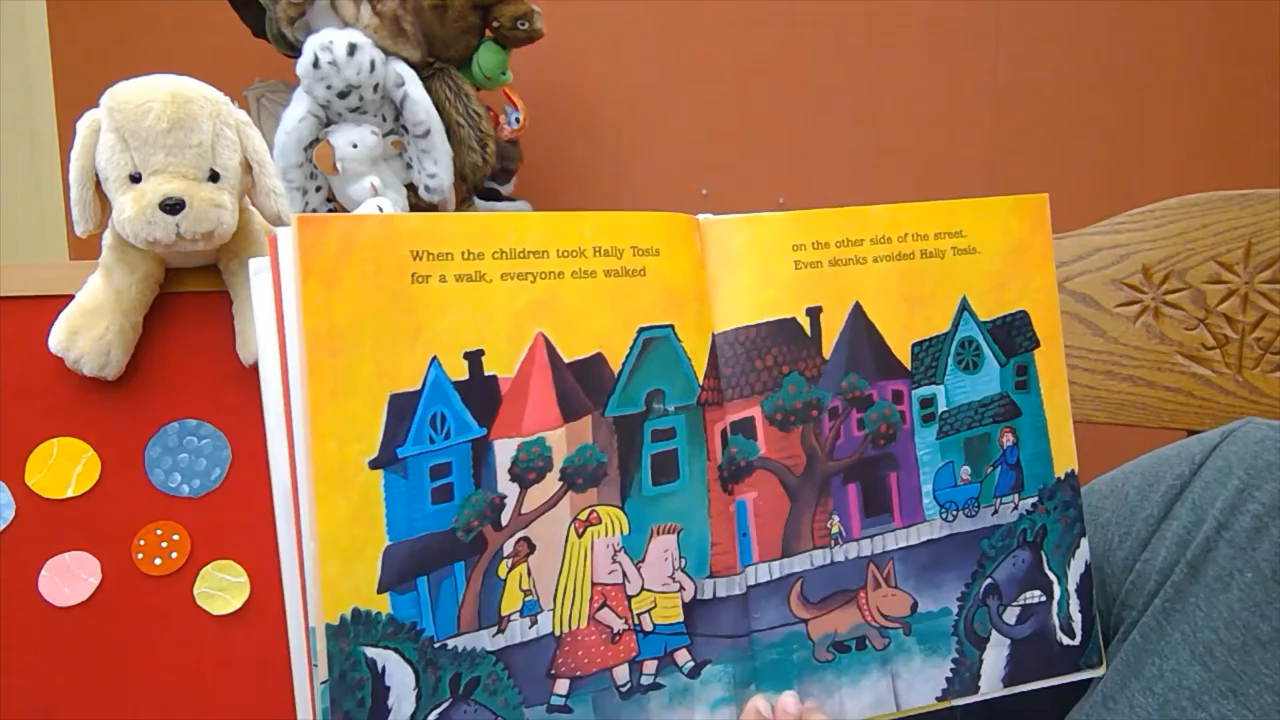 When the children took Hally Tosis
for a walk, everyone else walked
on the other side of the street.
Even skunks avoided Hally Tosis.